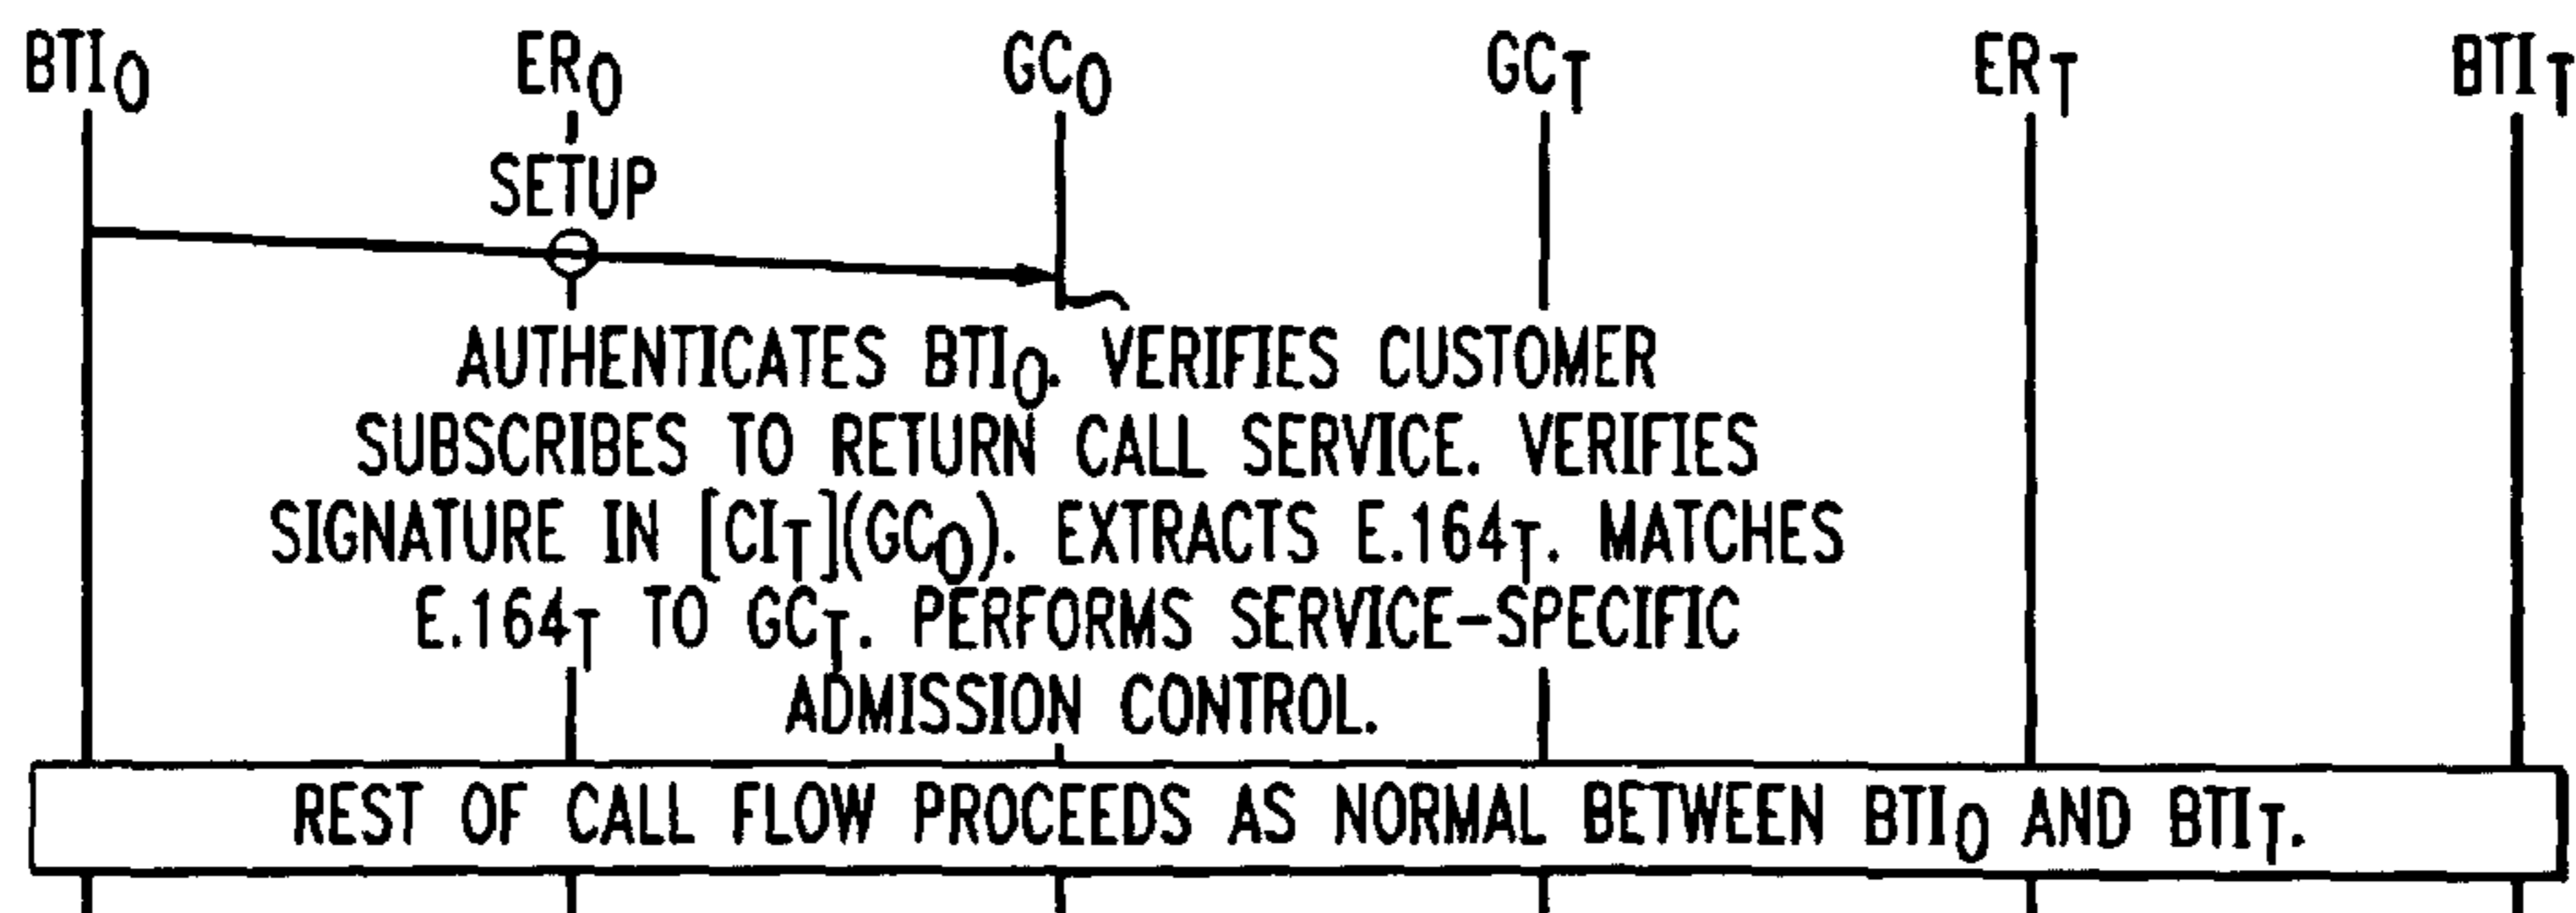 BTIO ERO GCO GCT ERT BTIT
SETUP
AUTHENTICATES BTIO. VERIFIES CUSTOMER
SUBSCRIBES TO RETURN CALL SERVICE. VERIFIES
SIGNATURE IN [CIT](GCO). EXTRACTS E.164T. MATCHES
E.164T TO GCT. PERFORMS SERVICE-SPECIFIC
ADMISSION CONTROL.
REST OF CALL FLOW PROCEEDS AS NORMAL BETWEEN BTIO AND BTIT.